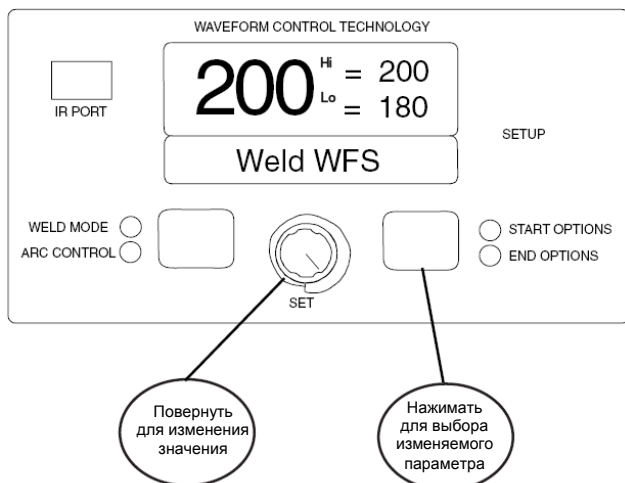 WAVEFORM CONTROL TECHNOLOGY
200 Hi = 200
Lo = 180
IR PORT
SETUP
Weld WFS
WELD MODE
ARC CONTROL
START OPTIONS
END OPTIONS
SET
Повернуть
для изменения
значения
Нажимать
для выбора
изменяемого
параметра